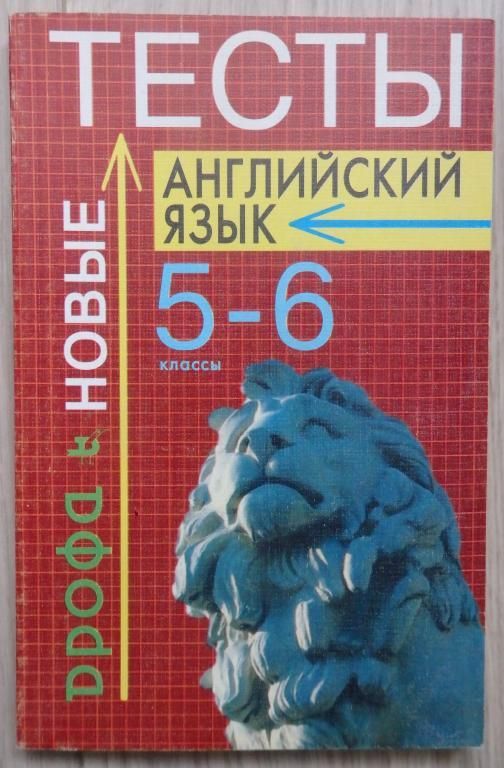 ТЕСТЫ
АНГЛИЙСКИЙ
ЯЗЫК
5-6
классы
НОВЫЕ
дрофа